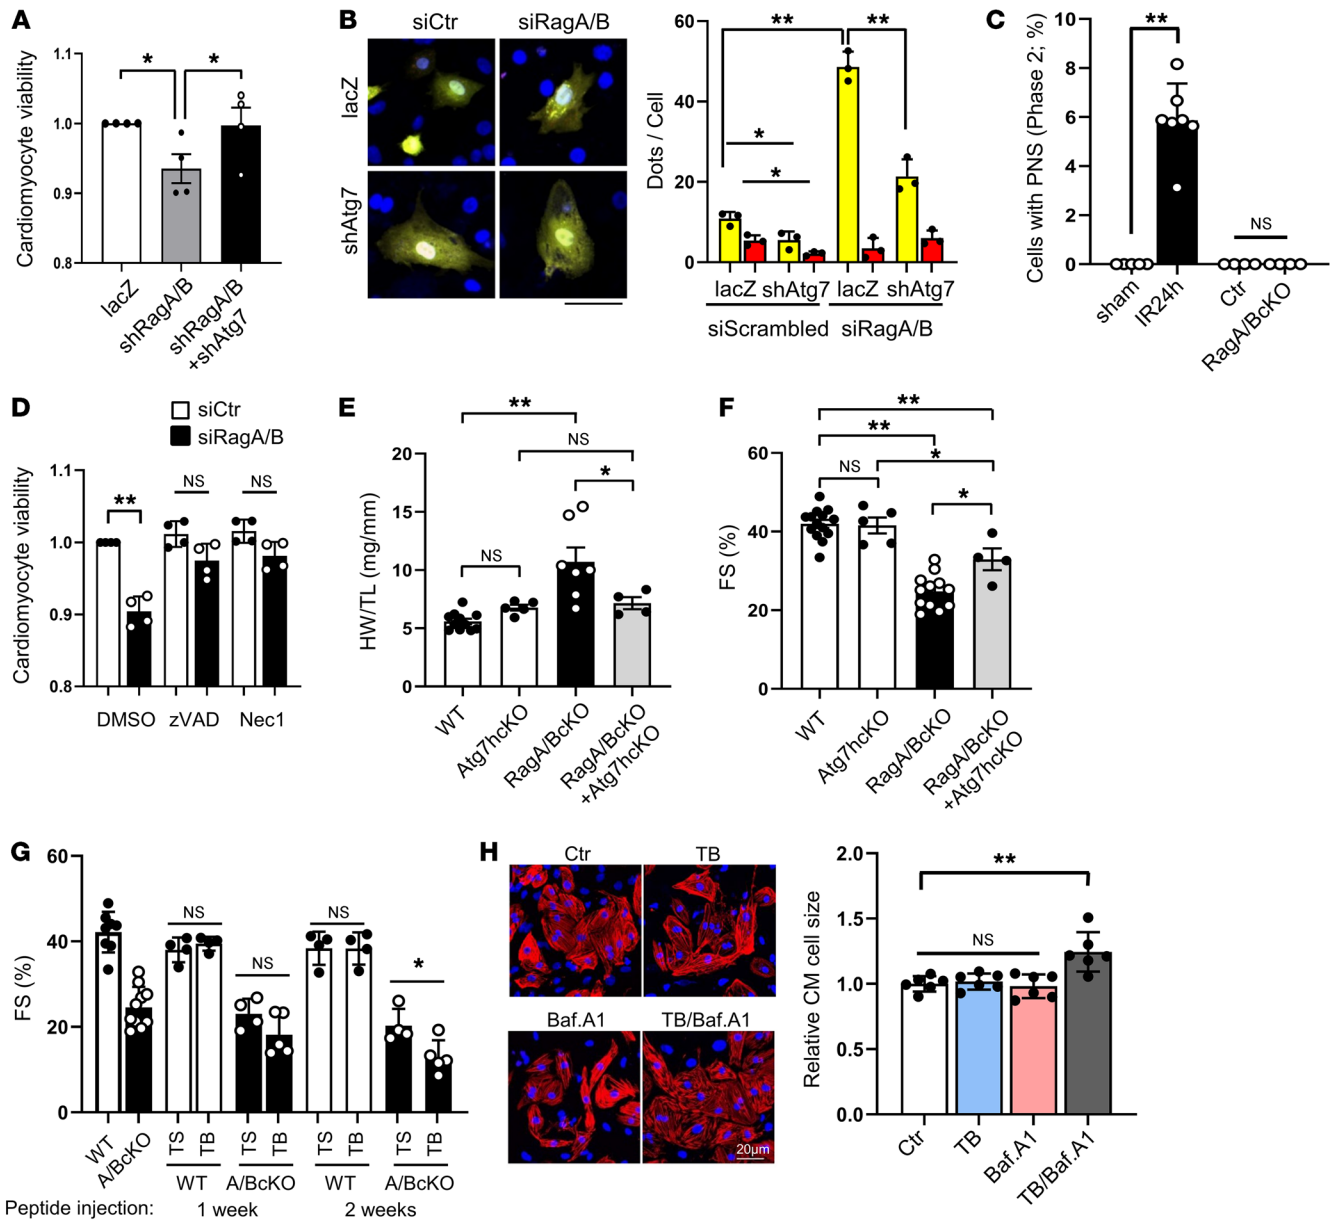 A
Cardiomyocyte viability
1.1
1.0
0.9
0.8
*
*
lacZ
shRagA/B
shRagA/B
+shAtg7
B
siCtr
siRagA/B
lacZ
shAtg7
Dots / Cell
60
40
20
0
**
**
*
*
lacZ shAtg7 lacZ shAtg7
siScrambled siRagA/B
C
Cells with PNS (Phase 2; %)
10
8
6
4
2
0
**
NS
sham
IR24h
Ctr
RagA/BcKO
D
siCtr
siRagA/B
Cardiomyocyte viability
1.1
1.0
0.9
0.8
**
NS
NS
DMSO zVAD Nec1
E
HW/TL (mg/mm)
20
15
10
5
0
**
NS
*
NS
WT
Atg7hcKO
RagA/BcKO
RagA/BcKO
+Atg7hcKO
F
FS (%)
60
40
20
0
**
**
*
NS
*
WT
Atg7hcKO
RagA/BcKO
RagA/BcKO
+Atg7hcKO
G
FS (%)
60
40
20
0
NS
NS
NS
*
WT
A/BcKO
TS TB TS TB TS TB TS TB
WT A/BcKO WT A/BcKO
Peptide injection: 1 week 2 weeks
H
Ctr TB
Baf.A1 TB/Baf.A1
20μm
Relative CM cell size
2.0
1.5
1.0
0.5
0.0
**
NS
Ctr
TB
Baf.A1
TB/Baf.A1